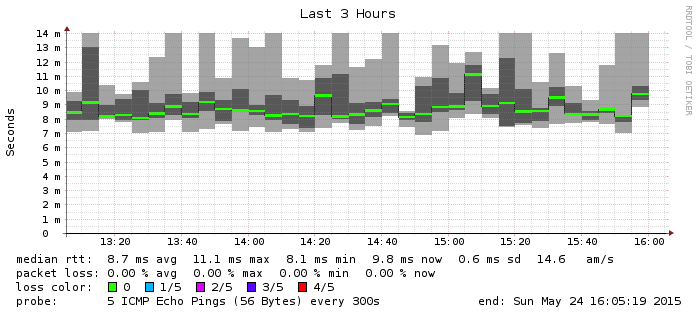 Last 3 Hours
RRDTOOL / TOBI OETIKER
Seconds
14 m
13 m
12 m
11 m
10 m
9 m
8 m
7 m
6 m
5 m
4 m
3 m
2 m
1 m
0
13:20 13:40 14:00 14:20 14:40 15:00 15:20 15:40 16:00
median rtt: 8.7 ms avg 11.1 ms max 8.1 ms min 9.8 ms now 0.6 ms sd 14.6 am/s
packet loss: 0.00 % avg 0.00 % max 0.00 % min 0.00 % now
loss color: 0 1/5 2/5 3/5 4/5
probe: 5 ICMP Echo Pings (56 Bytes) every 300s end: Sun May 24 16:05:19 2015